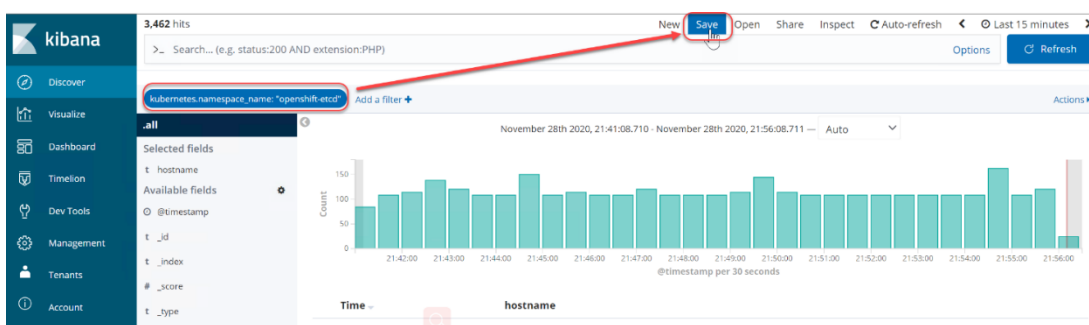 kibana
Discover
Visualize
Dashboard
Timelion
Dev Tools
Management
Tenants
Account
3,462 hits
New Save Open Share Inspect C Auto-refresh Last 15 minutes
>_ Search... (e.g. status:200 AND extension:PHP)
Options Refresh
kubernetes.namespace_name: "openshift-etcd" Add a filter +
Actions
.all
Selected fields
t hostname
Available fields
@timestamp
t _id
t _index
# _score
t _type
November 28th 2020, 21:41:08.710 - November 28th 2020, 21:56:08.711 — Auto
Count
150
100
50
0
21:42:00 21:43:00 21:44:00 21:45:00 21:46:00 21:47:00 21:48:00 21:49:00 21:50:00 21:51:00 21:52:00 21:53:00 21:54:00 21:55:00 21:56:00
@timestamp per 30 seconds
Time hostname